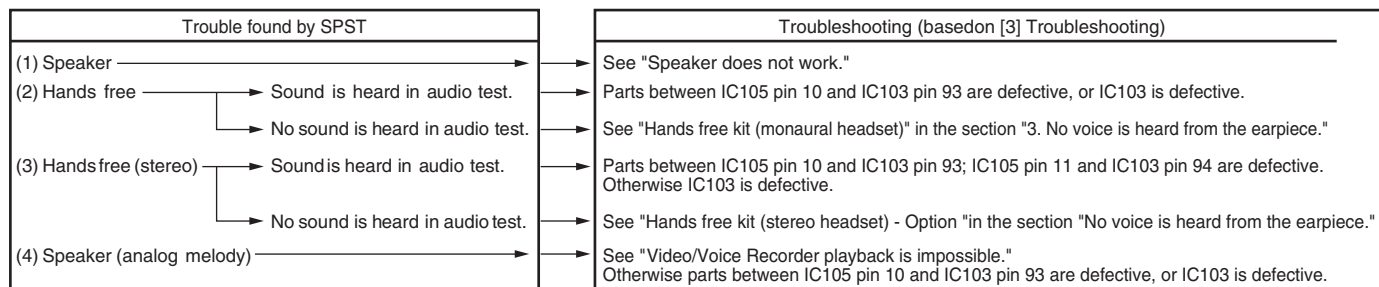 Trouble found by SPST
Troubleshooting (basedon [3] Troubleshooting)
(1) Speaker
See "Speaker does not work."
(2) Hands free
Sound is heard in audio test.
Parts between IC105 pin 10 and IC103 pin 93 are defective, or IC103 is defective.
No sound is heard in audio test.
See "Hands free kit (monaural headset)" in the section "3. No voice is heard from the earpiece."
(3) Handsfree (stereo)
Soundis heard in audio test.
Parts between IC105 pin 10 and IC103 pin 93; IC105 pin 11 and IC103 pin 94 are defective.
Otherwise IC103 is defective.
No sound is heard in audio test.
See "Hands free kit (stereo headset) - Option "in the section "No voice is heard from the earpiece."
(4) Speaker (analog melody)
See "Video/Voice Recorder playback is impossible."
Otherwise parts between IC105 pin 10 and IC103 pin 93 are defective, or IC103 is defective.